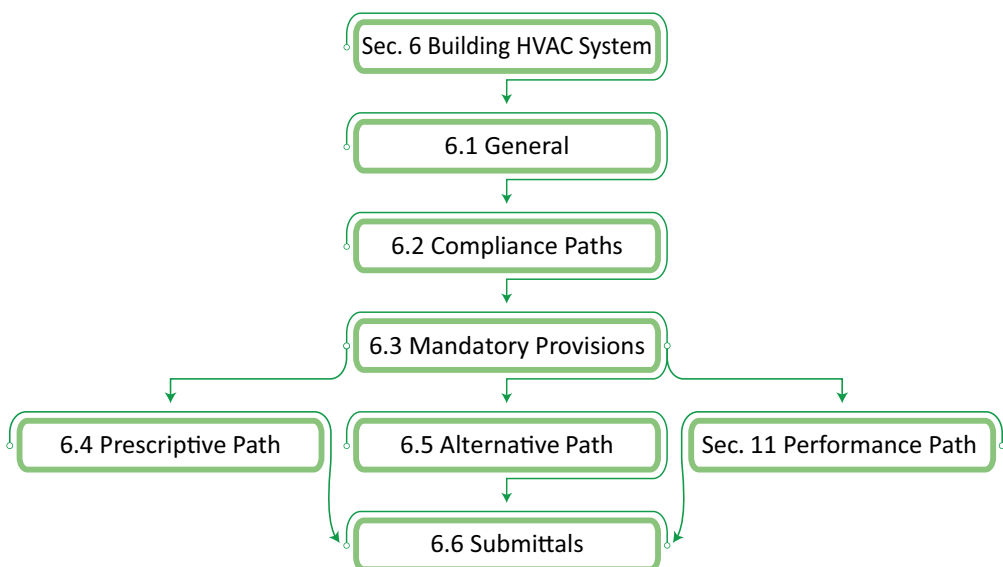 Sec. 6 Building HVAC System
6.1 General
6.2 Compliance Paths
6.3 Mandatory Provisions
6.4 Prescriptive Path
6.5 Alternative Path
Sec. 11 Performance Path
6.6 Submittals